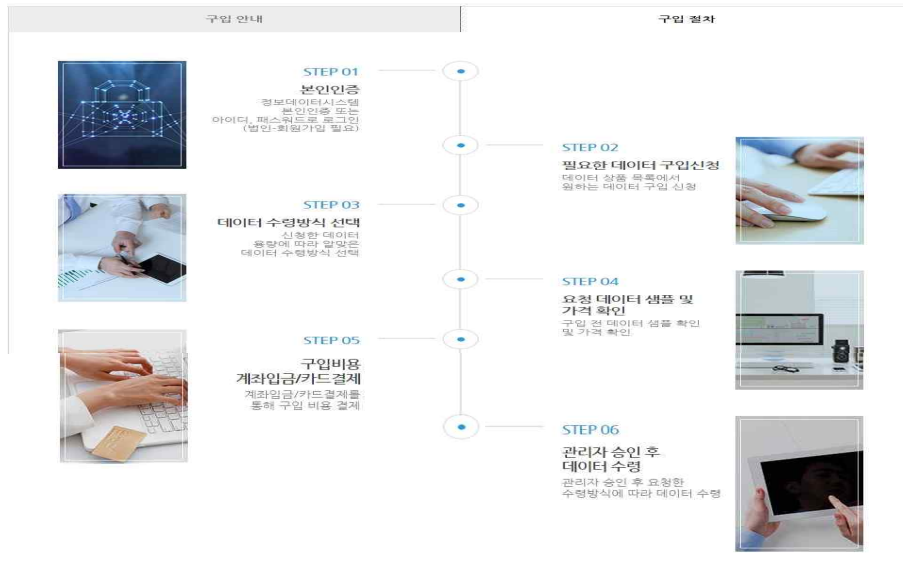 구입 안내
구입 절차
STEP 01
본인인증
정보데이터시스템
본인인증 또는
아이디, 패스워드로 로그인
(법인-회원가입 필요)
STEP 02
필요한 데이터 구입신청
데이터 상품 목록에서
원하는 데이터 구입 신청
STEP 03
데이터 수령방식 선택
신청한 데이터
용량에 따라 알맞은
데이터 수령방식 선택
STEP 04
요청 데이터 샘플 및
가격 확인
구입 전 데이터 샘플 확인
및 가격 확인
STEP 05
구입비용
계좌입금/카드결제
계좌입금/카드결제를
통해 구입 비용 결제
STEP 06
관리자 승인 후
데이터 수령
관리자 승인 후 요청한
수령방식에 따라 데이터 수령